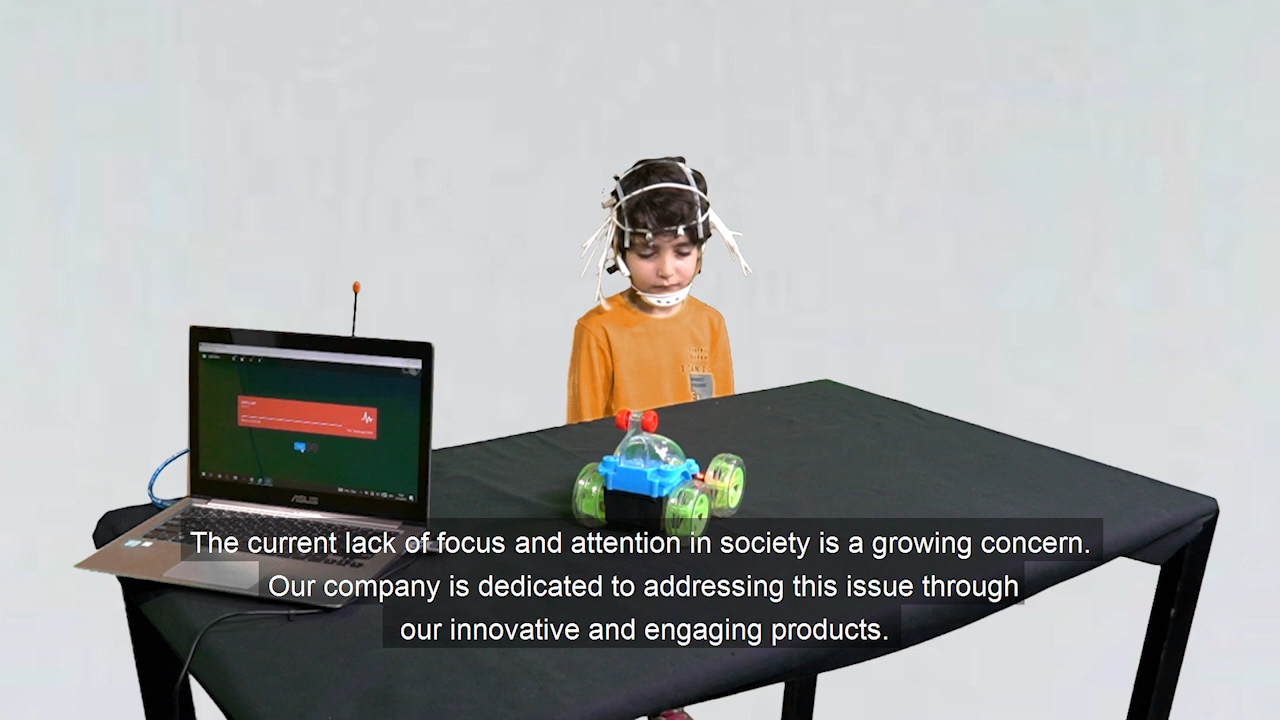 ASUS
The current lack of focus and attention in society is a growing concern.
Our company is dedicated to addressing this issue through
our innovative and engaging products.